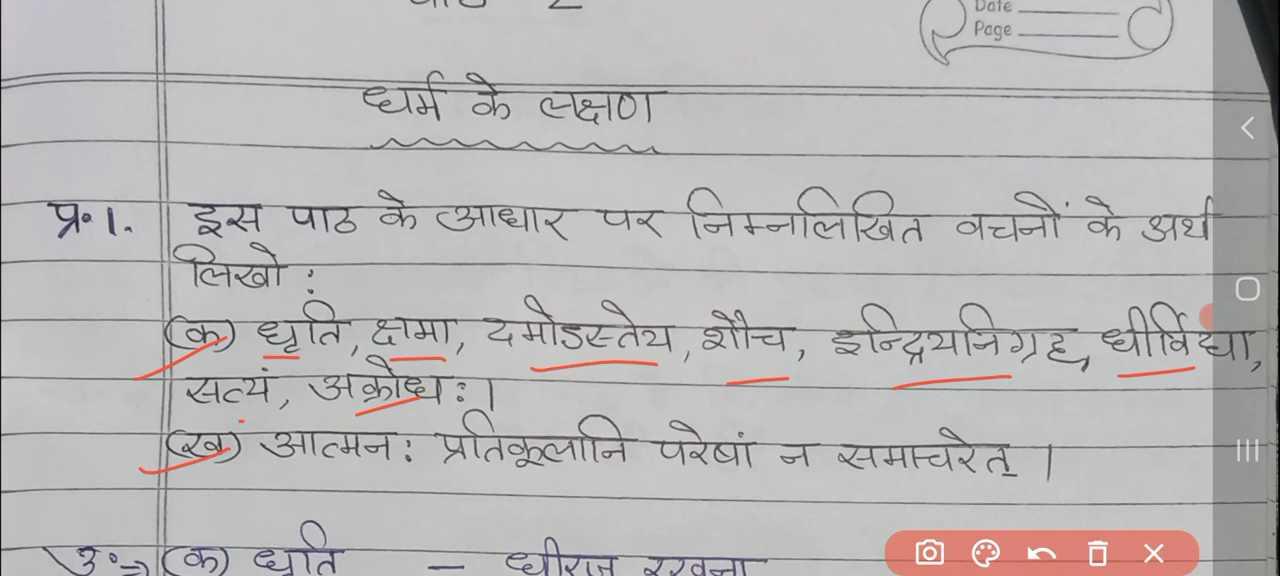 पाठ 2
Date
Page
धर्म के लक्षण
प्र॰1. इस पाठ के आधार पर निम्नलिखित वचनों के अर्थ
लिखो :
(क) धृति, क्षमा, दमोऽस्तेय, शौच, इन्द्रियनिग्रह, धीर्विद्या,
सत्यं, अक्रोधः।
(ख) आत्मनः प्रतिकूलानि परेषां न समाचरेत् ।
उ॰⇒ (क) धृति — धीरज रखना